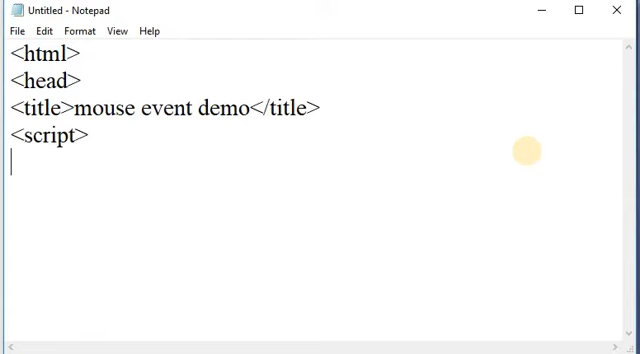 Untitled - Notepad
File Edit Format View Help
<html>
<head>
<title>mouse event demo</title>
<script>